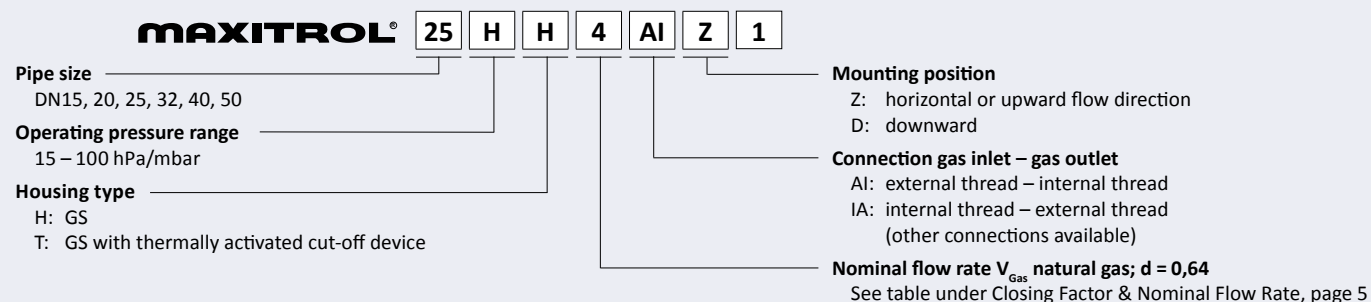 MAXITROL® 25 H H 4 AI Z 1
Pipe size
DN15, 20, 25, 32, 40, 50
Operating pressure range
15 – 100 hPa/mbar
Housing type
H: GS
T: GS with thermally activated cut-off device
Mounting position
Z: horizontal or upward flow direction
D: downward
Connection gas inlet – gas outlet
AI: external thread – internal thread
IA: internal thread – external thread
(other connections available)
Nominal flow rate V_Gas natural gas; d = 0,64
See table under Closing Factor & Nominal Flow Rate, page 5